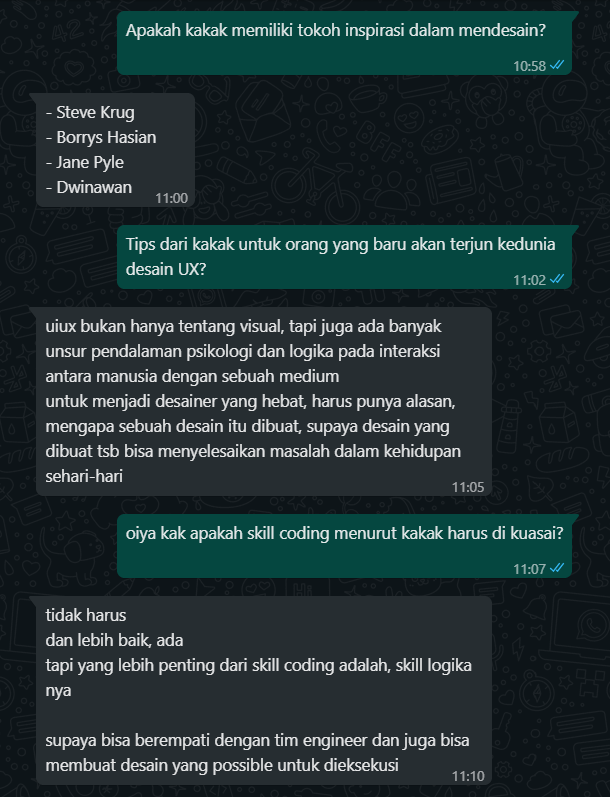 Apakah kakak memiliki tokoh inspirasi dalam mendesain?
10:58
- Steve Krug
- Borrys Hasian
- Jane Pyle
- Dwinawan
11:00
Tips dari kakak untuk orang yang baru akan terjun kedunia
desain UX?
11:02
uiux bukan hanya tentang visual, tapi juga ada banyak
unsur pendalaman psikologi dan logika pada interaksi
antara manusia dengan sebuah medium
untuk menjadi desainer yang hebat, harus punya alasan,
mengapa sebuah desain itu dibuat, supaya desain yang
dibuat tsb bisa menyelesaikan masalah dalam kehidupan
sehari-hari
11:05
oiya kak apakah skill coding menurut kakak harus di kuasai?
11:07
tidak harus
dan lebih baik, ada
tapi yang lebih penting dari skill coding adalah, skill logika
nya
supaya bisa berempati dengan tim engineer dan juga bisa
membuat desain yang possible untuk dieksekusi
11:10